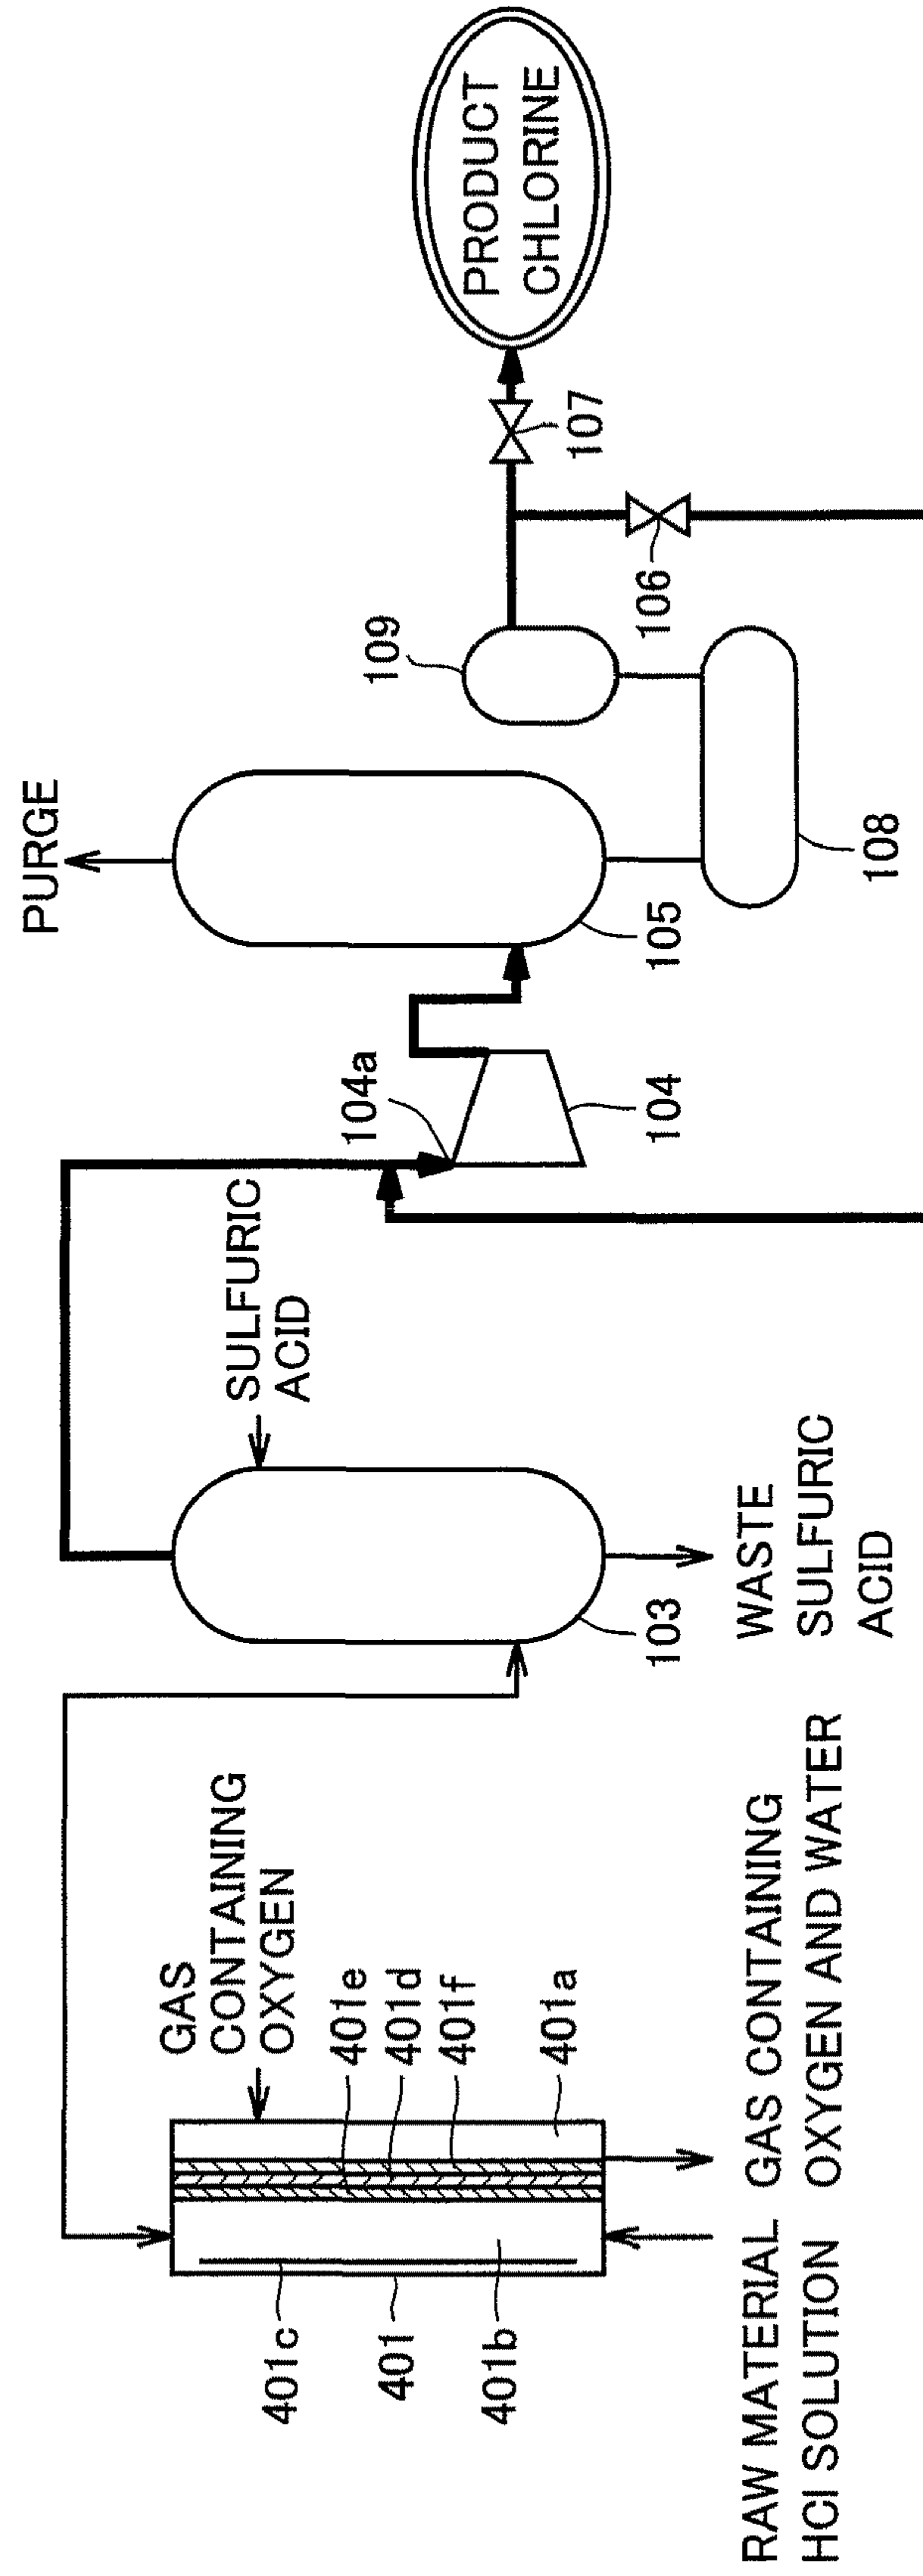 PURGE
GAS
CONTAINING
OXYGEN
SULFURIC
ACID
401c
401e
104a
109
401
401d
401f
PRODUCT
CHLORINE
401b
401a
107
106
103
104
105
RAW MATERIAL
HCl SOLUTION
GAS CONTAINING
OXYGEN AND WATER
WASTE
SULFURIC
ACID
108